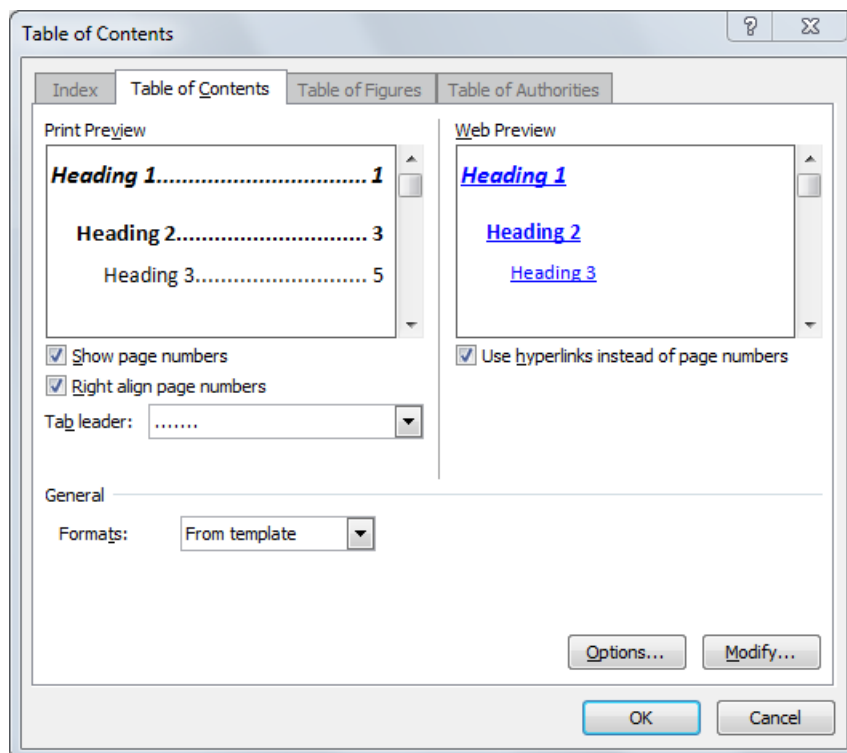 Table of Contents
Index Table of Contents Table of Figures Table of Authorities
Print Preview
Heading 1................................. 1
Heading 2.............................. 3
Heading 3........................... 5
Show page numbers
Right align page numbers
Tab leader: .......
Web Preview
Heading 1
Heading 2
Heading 3
Use hyperlinks instead of page numbers
General
Formats: From template
Options... Modify...
OK Cancel